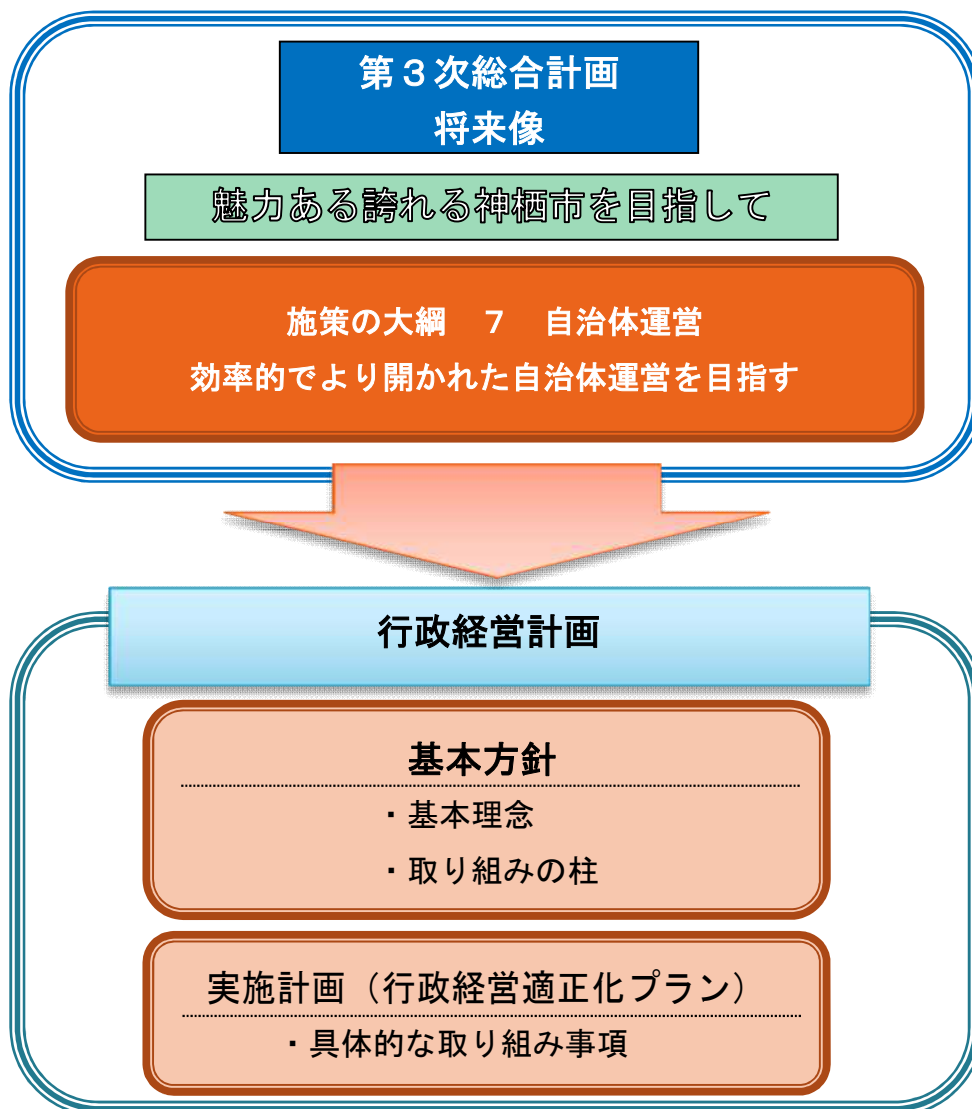 第３次総合計画
将来像
魅力ある誇れる神栖市を目指して
施策の大綱　７　自治体運営
効率的でより開かれた自治体運営を目指す
行政経営計画
基本方針
・基本理念
・取り組みの柱
実施計画（行政経営適正化プラン）
・具体的な取り組み事項